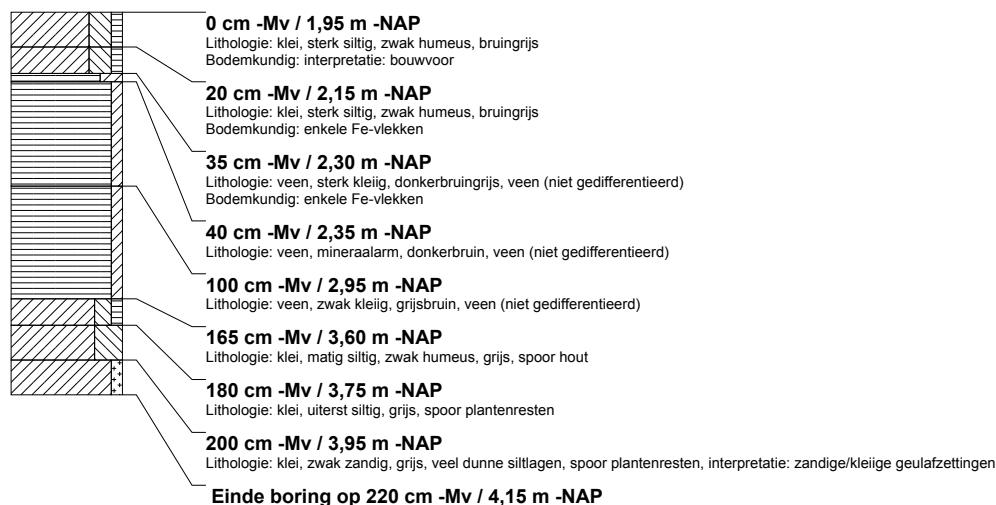 0 cm -Mv / 1,95 m -NAP
Lithologie: klei, sterk siltig, zwak humeus, bruingrijs
Bodemkundig: interpretatie: bouwvoor
20 cm -Mv / 2,15 m -NAP
Lithologie: klei, sterk siltig, zwak humeus, bruingrijs
Bodemkundig: enkele Fe-vlekken
35 cm -Mv / 2,30 m -NAP
Lithologie: veen, sterk kleiig, donkerbruingrijs, veen (niet gedifferentieerd)
Bodemkundig: enkele Fe-vlekken
40 cm -Mv / 2,35 m -NAP
Lithologie: veen, mineraalarm, donkerbruin, veen (niet gedifferentieerd)
100 cm -Mv / 2,95 m -NAP
Lithologie: veen, zwak kleiig, grijsbruin, veen (niet gedifferentieerd)
165 cm -Mv / 3,60 m -NAP
Lithologie: klei, matig siltig, zwak humeus, grijs, spoor hout
180 cm -Mv / 3,75 m -NAP
Lithologie: klei, uiterst siltig, grijs, spoor plantenresten
200 cm -Mv / 3,95 m -NAP
Lithologie: klei, zwak zandig, grijs, veel dunne siltlagen, spoor plantenresten, interpretatie: zandige/kleiige geulafzettingen
Einde boring op 220 cm -Mv / 4,15 m -NAP